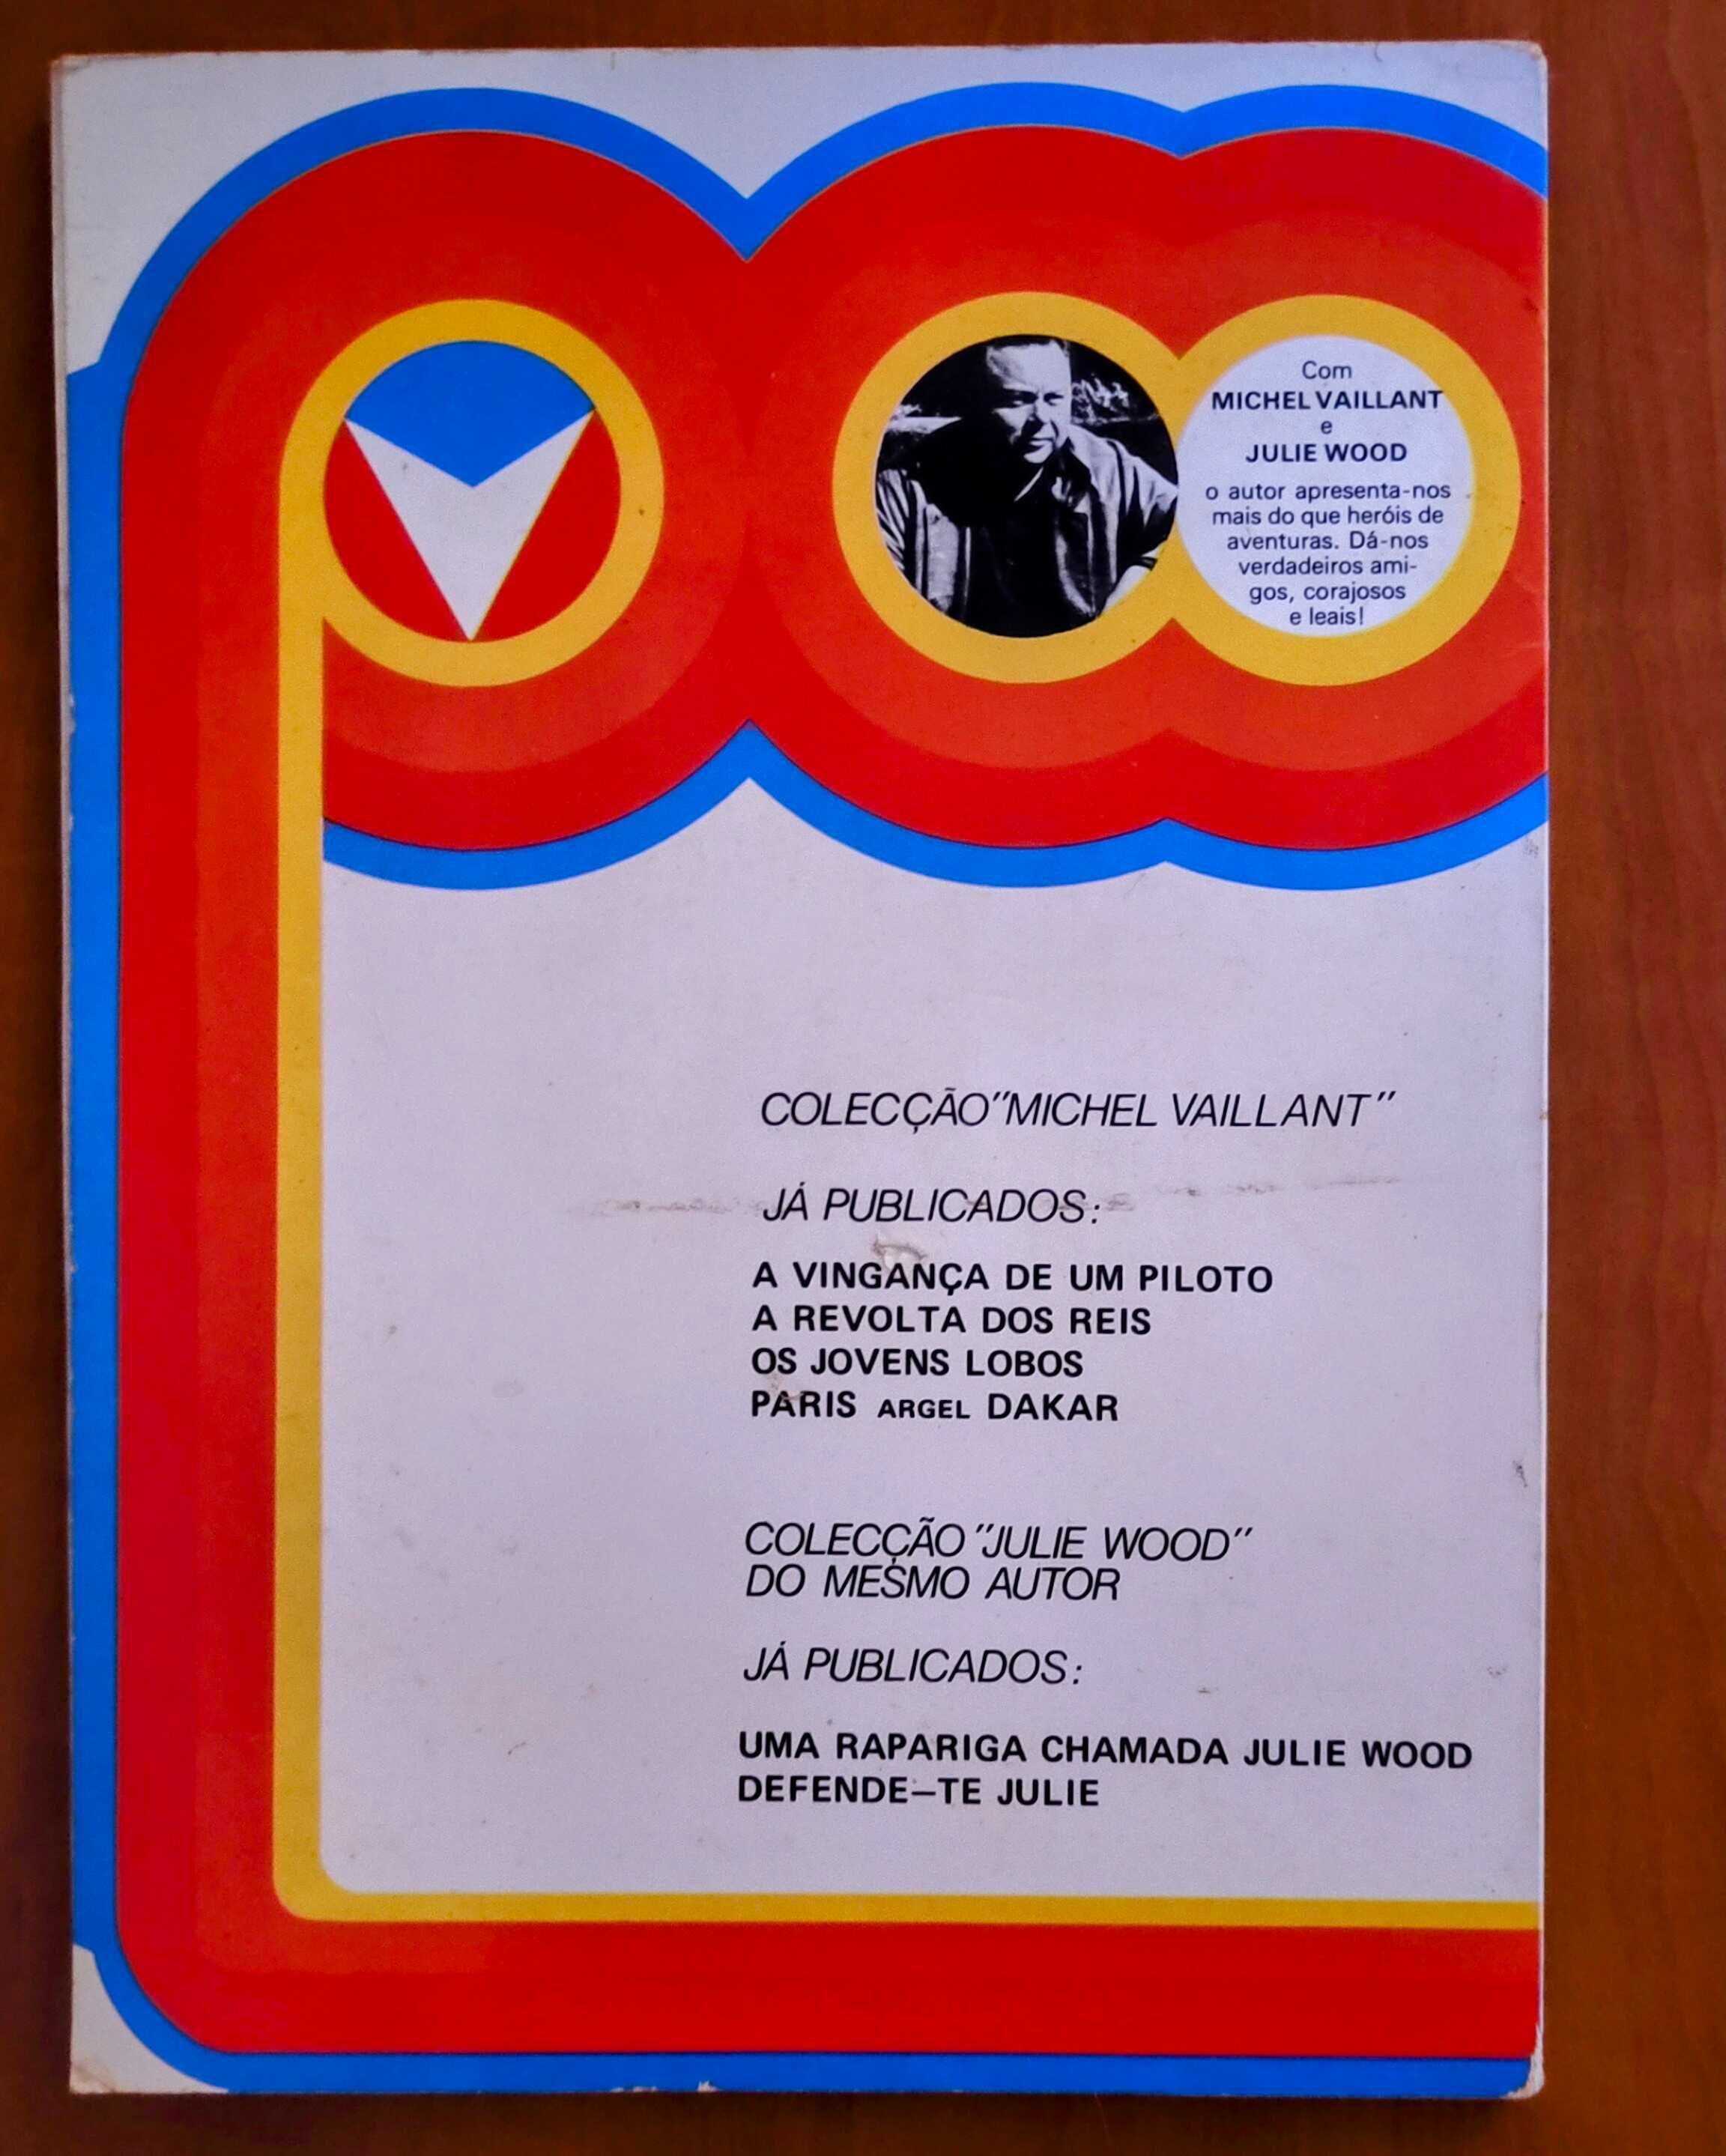 Com
MICHEL VAILLANT
e
JULIE WOOD
o autor apresenta-nos
mais do que heróis de
aventuras. Dá-nos
verdadeiros ami-
gos, corajosos
e leais!
COLECÇÃO "MICHEL VAILLANT"
JÁ PUBLICADOS:
A VINGANÇA DE UM PILOTO
A REVOLTA DOS REIS
OS JOVENS LOBOS
PARIS ARGEL DAKAR
COLECÇÃO "JULIE WOOD"
DO MESMO AUTOR
JÁ PUBLICADOS:
UMA RAPARIGA CHAMADA JULIE WOOD
DEFENDE-TE JULIE